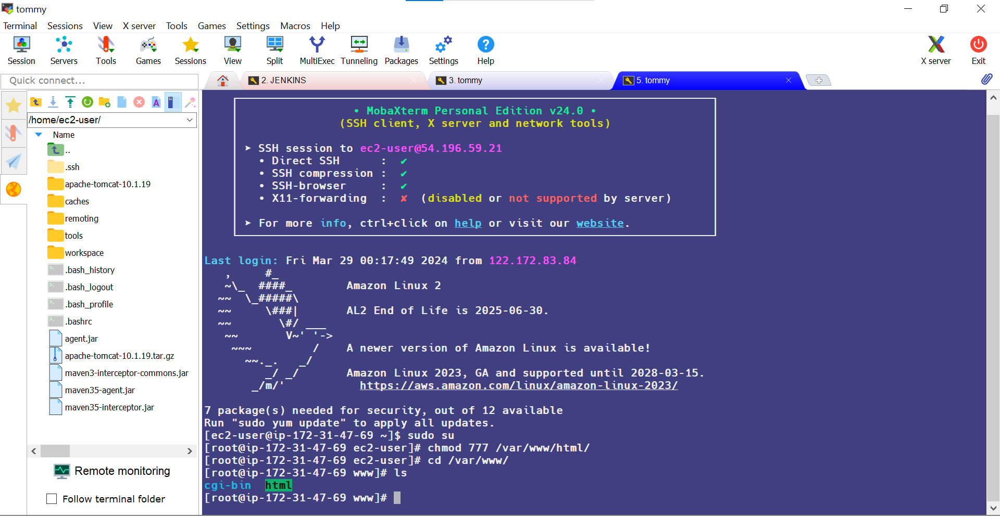 tommy
Terminal Sessions View X server Tools Games Settings Macros Help
Session Servers Tools Games Sessions View Split MultiExec Tunneling Packages Settings Help X server Exit
Quick connect...
2. JENKINS
3. tommy
5. tommy
/home/ec2-user/
Name
..
.ssh
apache-tomcat-10.1.19
caches
remoting
tools
workspace
.bash_history
.bash_logout
.bash_profile
.bashrc
agent.jar
apache-tomcat-10.1.19.tar.gz
maven3-interceptor-commons.jar
maven35-agent.jar
maven35-interceptor.jar
Remote monitoring
Follow terminal folder
• MobaXterm Personal Edition v24.0 •
(SSH client, X server and network tools)
➤ SSH session to ec2-user@54.196.59.21
• Direct SSH : ✔
• SSH compression : ✔
• SSH-browser : ✔
• X11-forwarding : ✘ (disabled or not supported by server)
➤ For more info, ctrl+click on help or visit our website.
Last login: Fri Mar 29 00:17:49 2024 from 122.172.83.84
   ,     #_
   ~\_  ####_        Amazon Linux 2
  ~~  \_#####\
  ~~     \###|       AL2 End of Life is 2025-06-30.
  ~~       \#/ ___
   ~~       V~' '->
    ~~~         /    A newer version of Amazon Linux is available!
      ~~._.   _/
         _/ _/       Amazon Linux 2023, GA and supported until 2028-03-15.
       _/m/'           https://aws.amazon.com/linux/amazon-linux-2023/
7 package(s) needed for security, out of 12 available
Run "sudo yum update" to apply all updates.
[ec2-user@ip-172-31-47-69 ~]$ sudo su
[root@ip-172-31-47-69 ec2-user]# chmod 777 /var/www/html/
[root@ip-172-31-47-69 ec2-user]# cd /var/www/
[root@ip-172-31-47-69 www]# ls
cgi-bin html
[root@ip-172-31-47-69 www]#